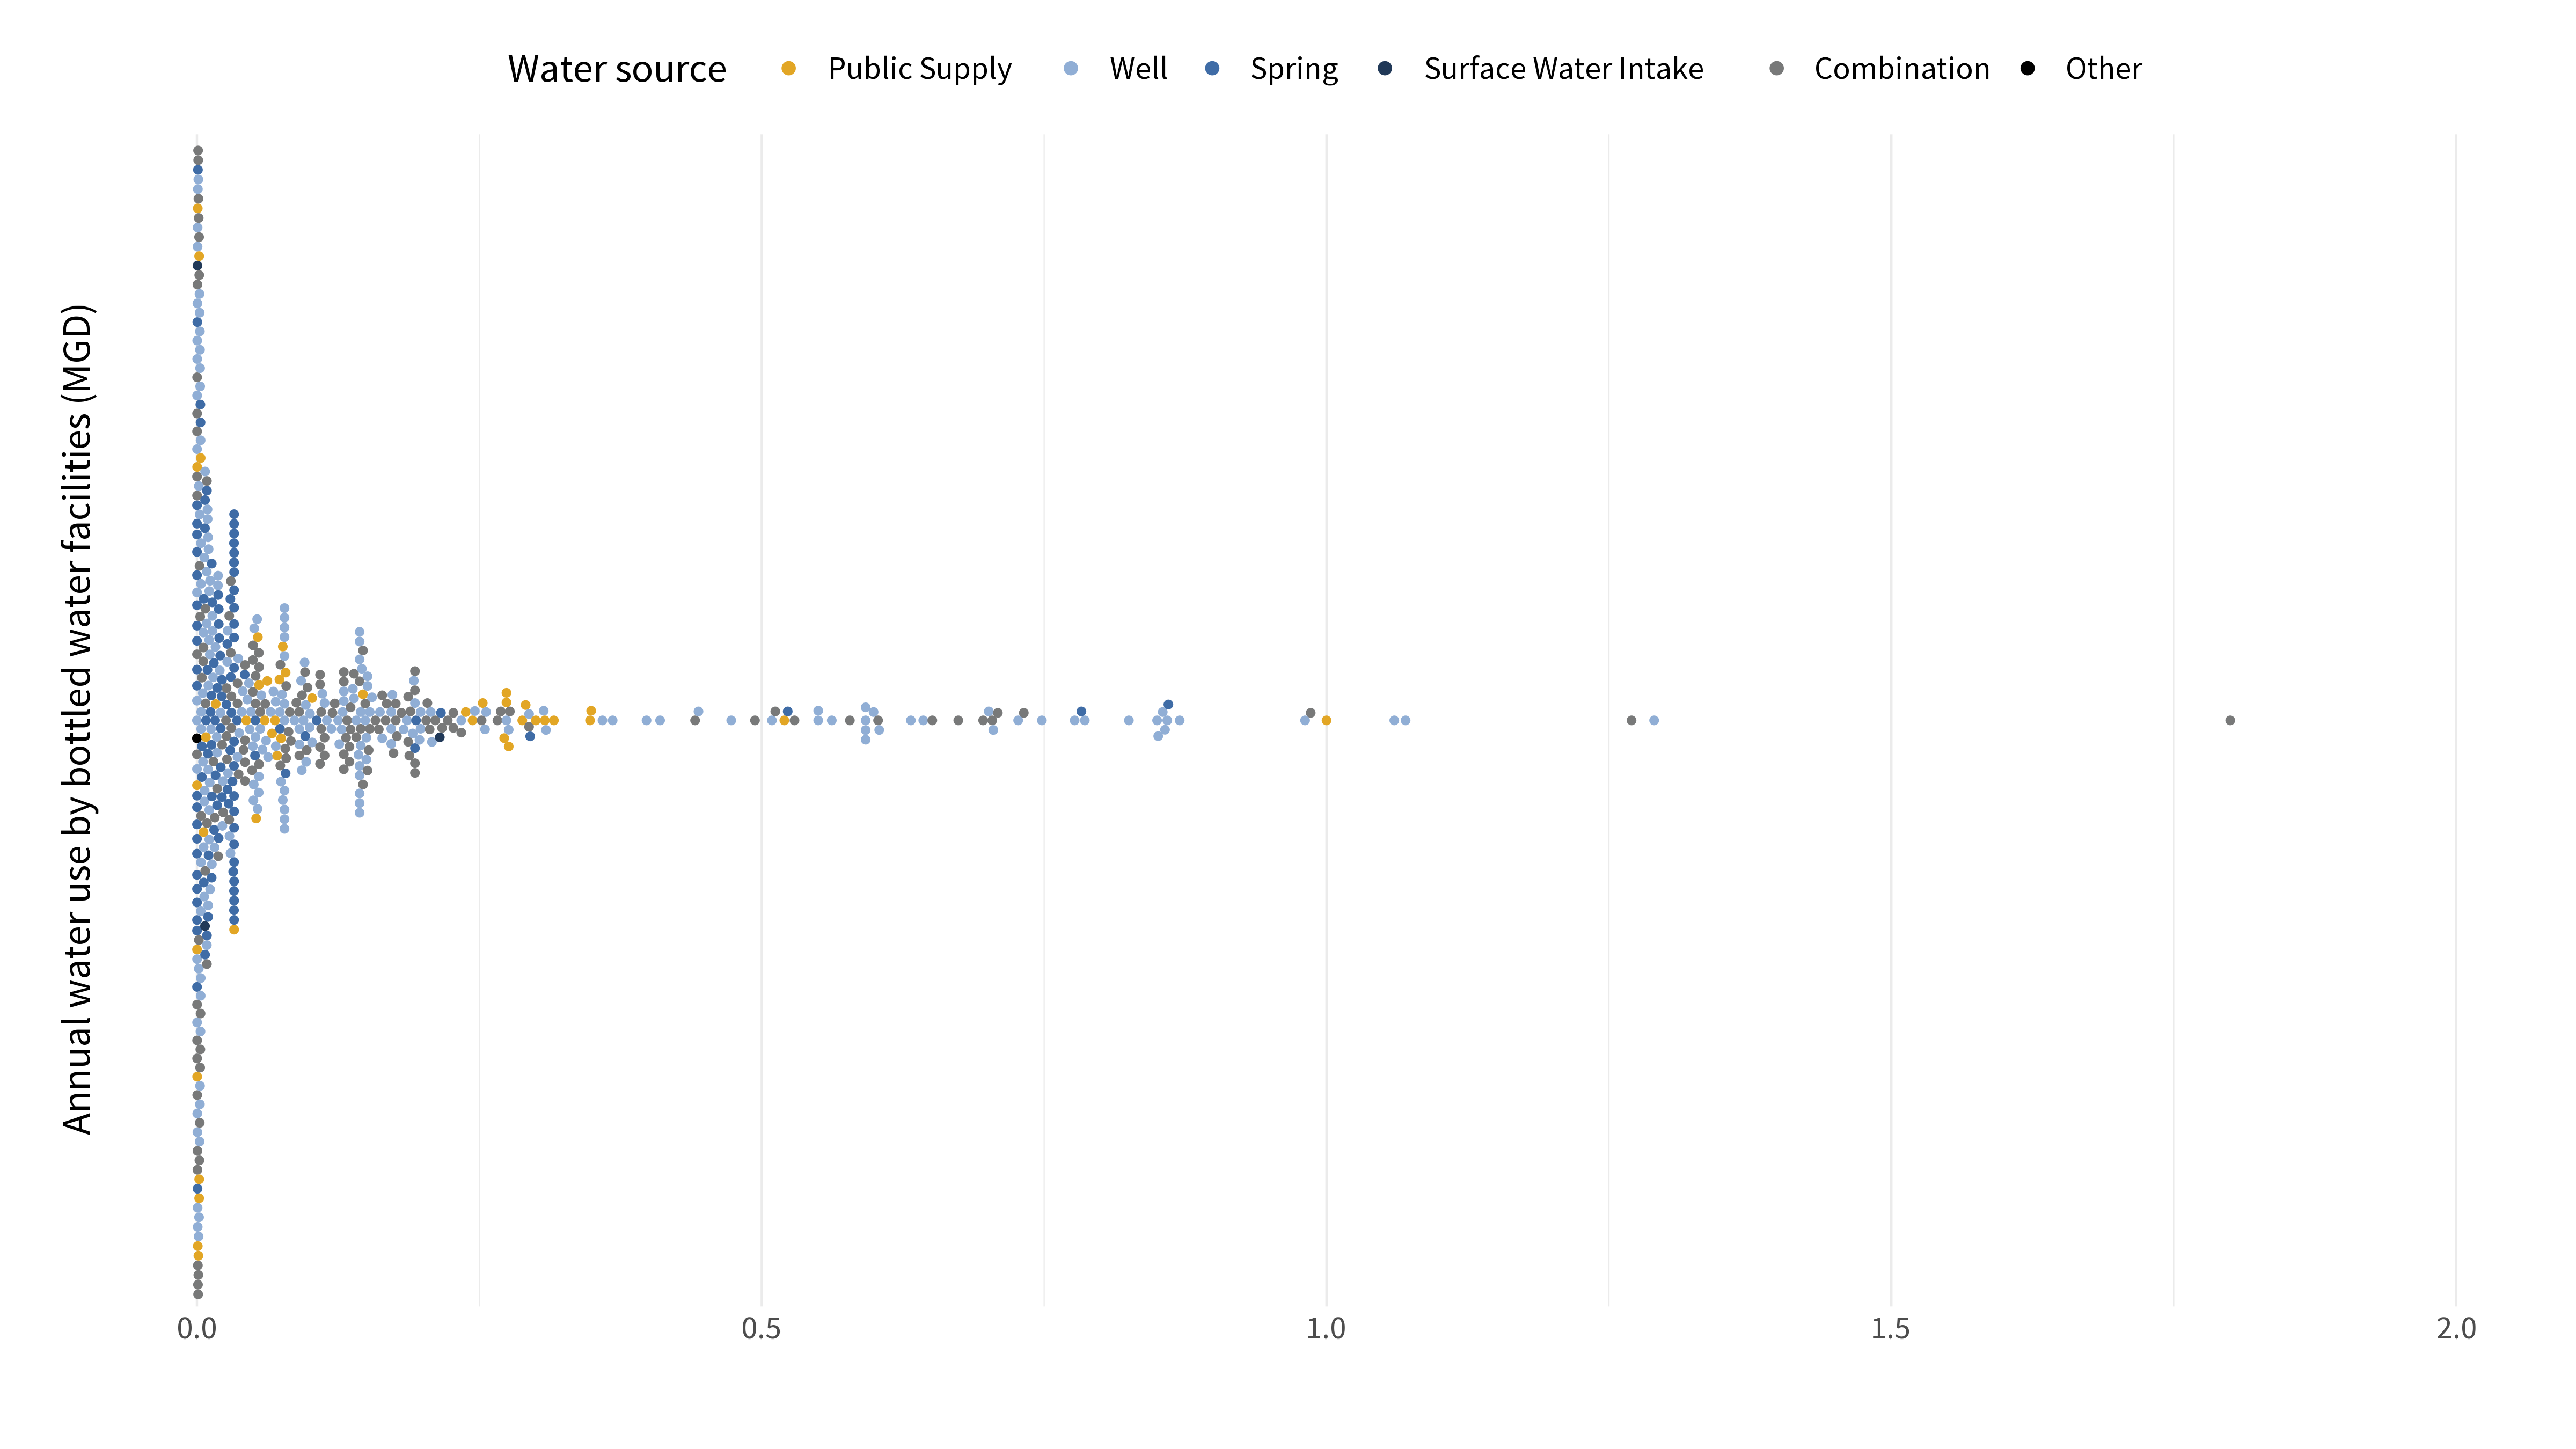 Water source Public Supply Well Spring Surface Water Intake Combination Other
Annual water use by bottled water facilities (MGD)
0.0 0.5 1.0 1.5 2.0